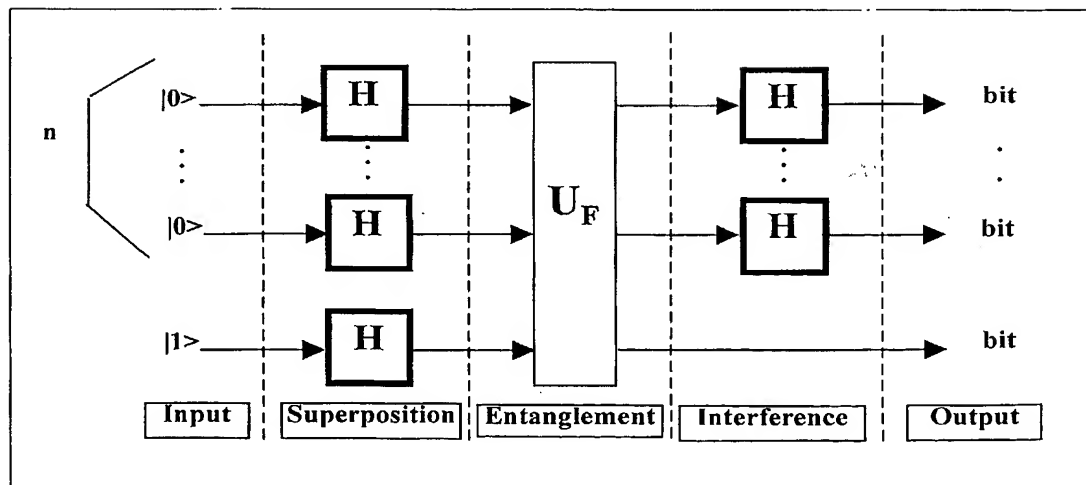 |0> H H bit
n
|0> H U_F H bit
|1> H bit
Input Superposition Entanglement Interference Output